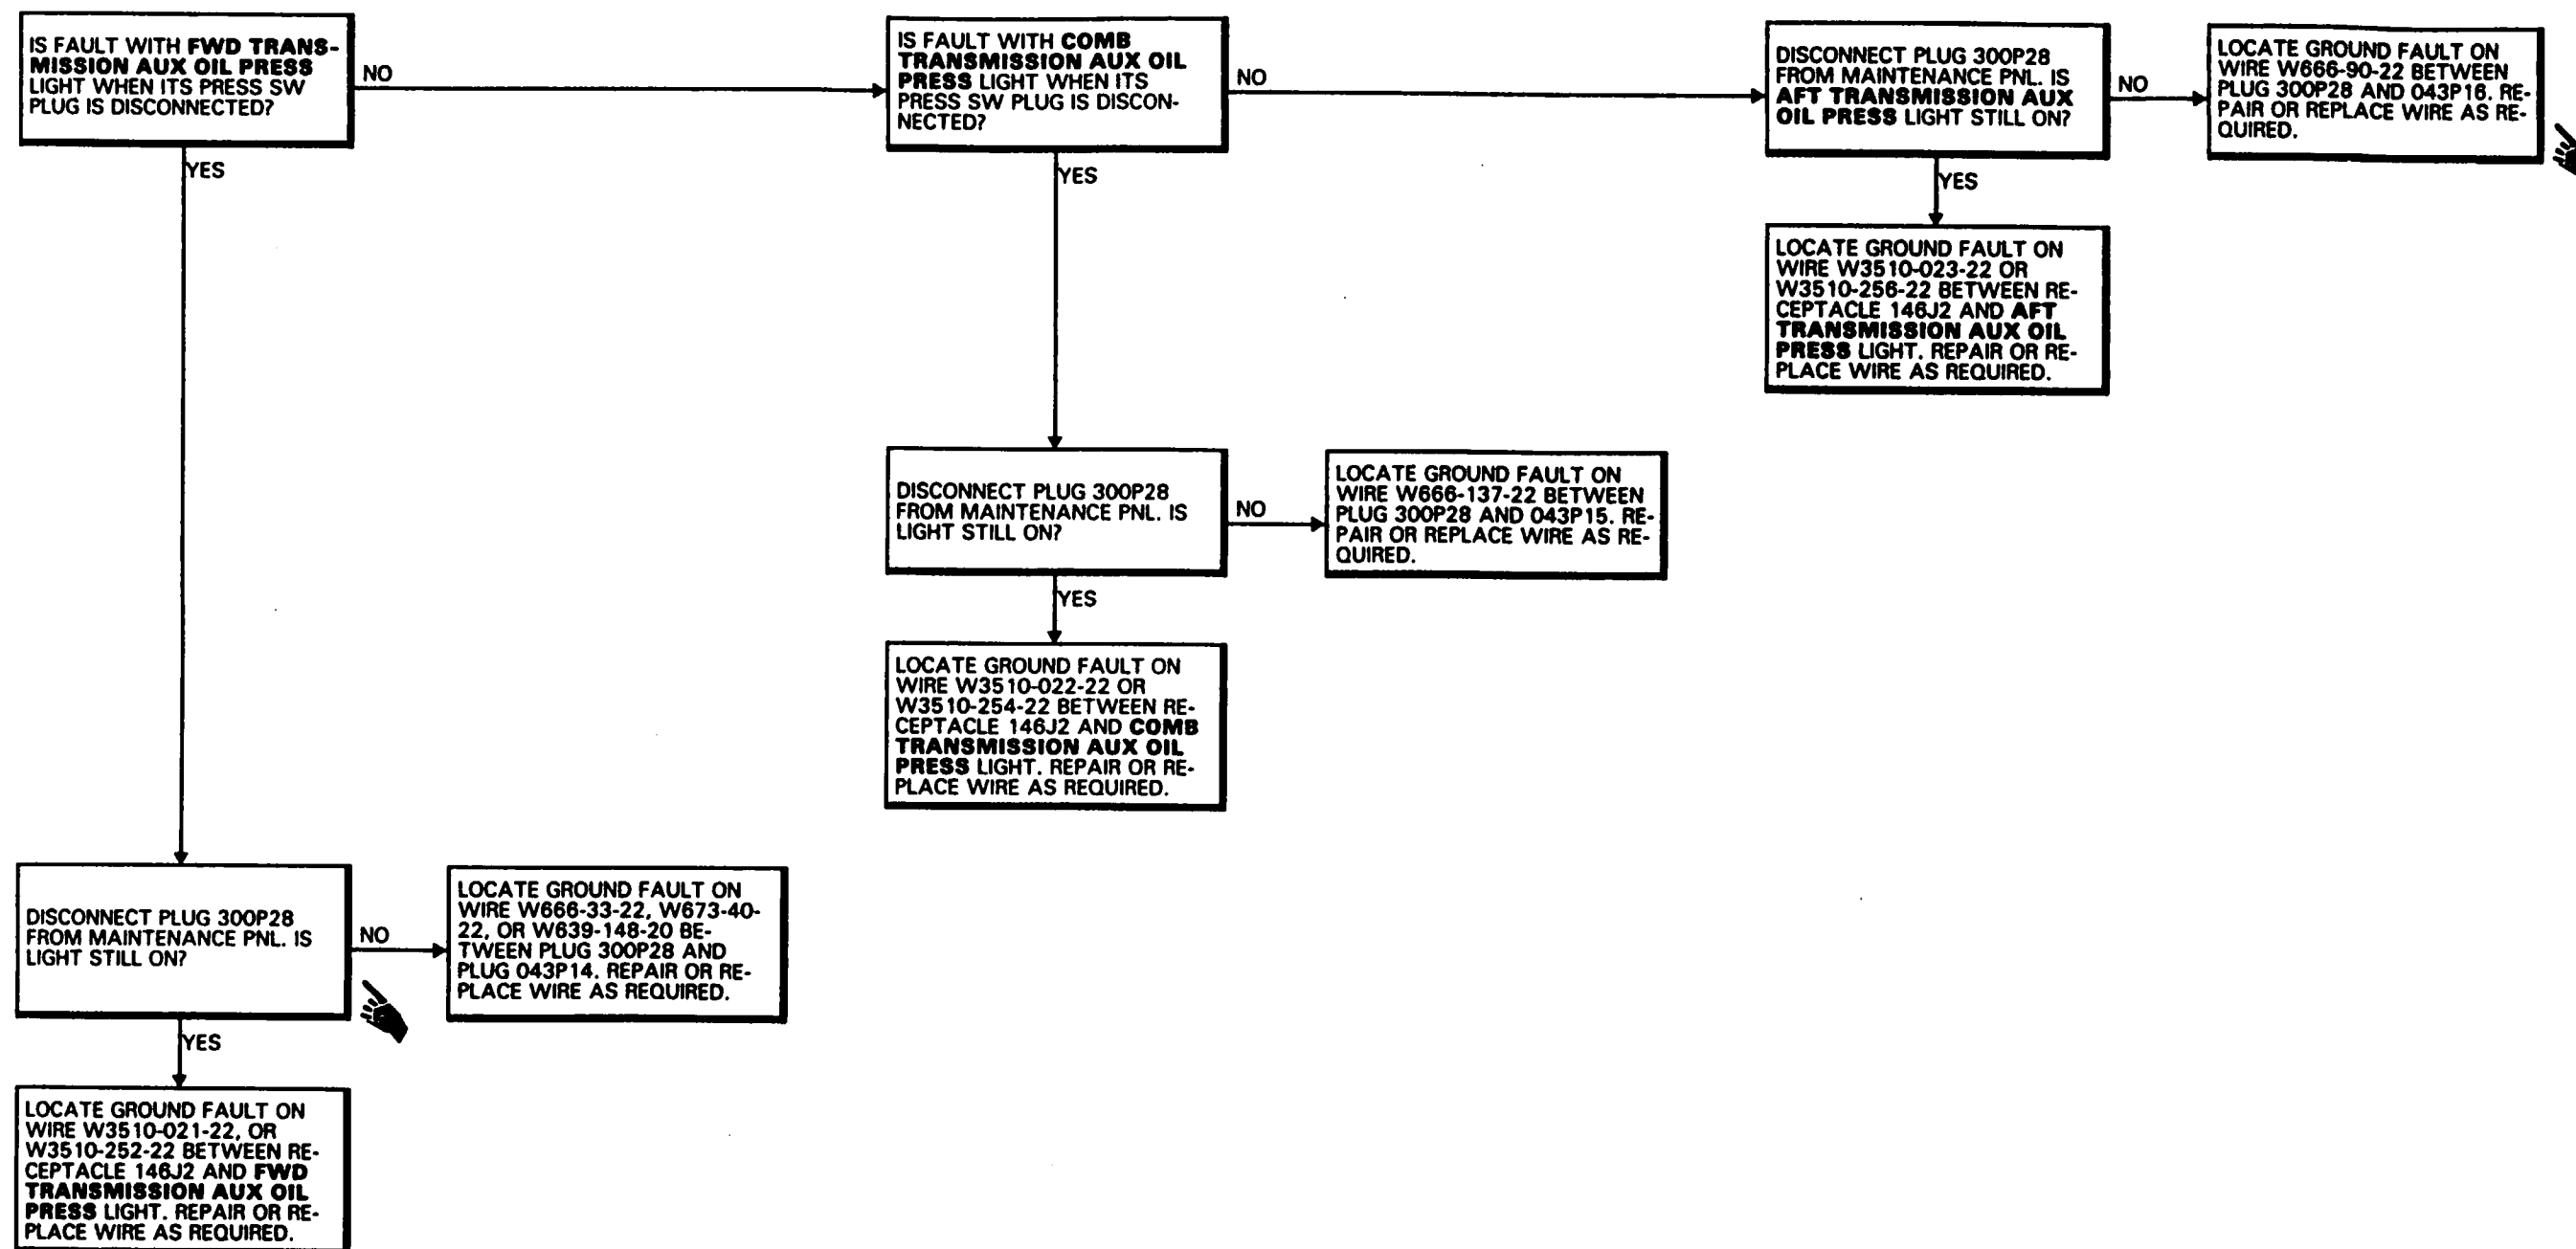 IS FAULT WITH FWD TRANS-
MISSION AUX OIL PRESS
LIGHT WHEN ITS PRESS SW
PLUG IS DISCONNECTED?
NO
YES
IS FAULT WITH COMB
TRANSMISSION AUX OIL
PRESS LIGHT WHEN ITS
PRESS SW PLUG IS DISCON-
NECTED?
NO
YES
DISCONNECT PLUG 300P28
FROM MAINTENANCE PNL. IS
AFT TRANSMISSION AUX
OIL PRESS LIGHT STILL ON?
NO
YES
LOCATE GROUND FAULT ON
WIRE W666-90-22 BETWEEN
PLUG 300P28 AND 043P16. RE-
PAIR OR REPLACE WIRE AS RE-
QUIRED.
LOCATE GROUND FAULT ON
WIRE W3510-023-22 OR
W3510-256-22 BETWEEN RE-
CEPTACLE 146J2 AND AFT
TRANSMISSION AUX OIL
PRESS LIGHT. REPAIR OR RE-
PLACE WIRE AS REQUIRED.
DISCONNECT PLUG 300P28
FROM MAINTENANCE PNL. IS
LIGHT STILL ON?
NO
YES
LOCATE GROUND FAULT ON
WIRE W666-137-22 BETWEEN
PLUG 300P28 AND 043P15. RE-
PAIR OR REPLACE WIRE AS RE-
QUIRED.
LOCATE GROUND FAULT ON
WIRE W3510-022-22 OR
W3510-254-22 BETWEEN RE-
CEPTACLE 146J2 AND COMB
TRANSMISSION AUX OIL
PRESS LIGHT. REPAIR OR RE-
PLACE WIRE AS REQUIRED.
DISCONNECT PLUG 300P28
FROM MAINTENANCE PNL. IS
LIGHT STILL ON?
NO
YES
LOCATE GROUND FAULT ON
WIRE W666-33-22, W673-40-
22, OR W639-148-20 BE-
TWEEN PLUG 300P28 AND
PLUG 043P14. REPAIR OR RE-
PLACE WIRE AS REQUIRED.
LOCATE GROUND FAULT ON
WIRE W3510-021-22, OR
W3510-252-22 BETWEEN RE-
CEPTACLE 146J2 AND FWD
TRANSMISSION AUX OIL
PRESS LIGHT. REPAIR OR RE-
PLACE WIRE AS REQUIRED.